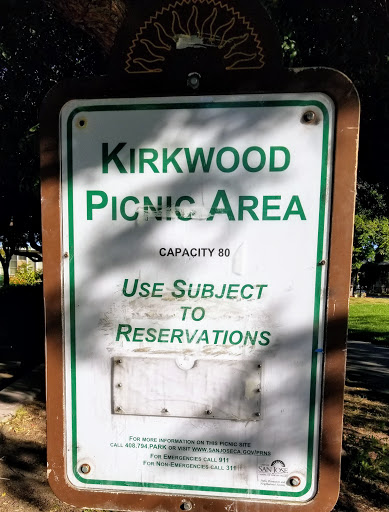 KIRKWOOD
PICNIC AREA
CAPACITY 80
USE SUBJECT
TO
RESERVATIONS
FOR MORE INFORMATION ON THIS PICNIC SITE
CALL 408.794.PARK OR VISIT WWW.SANJOSECA.GOV/PRNS
FOR EMERGENCIES CALL 911
FOR NON-EMERGENCIES CALL 311
SAN JOSE